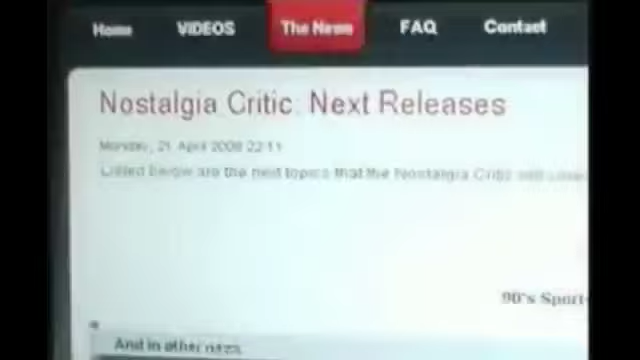 Home VIDEOS The News FAQ Contact
Nostalgia Critic: Next Releases
Monday, 21 April 2008 22:11
Listed below are the next topics that the Nostalgia Critic will
90's Sport
And in other news